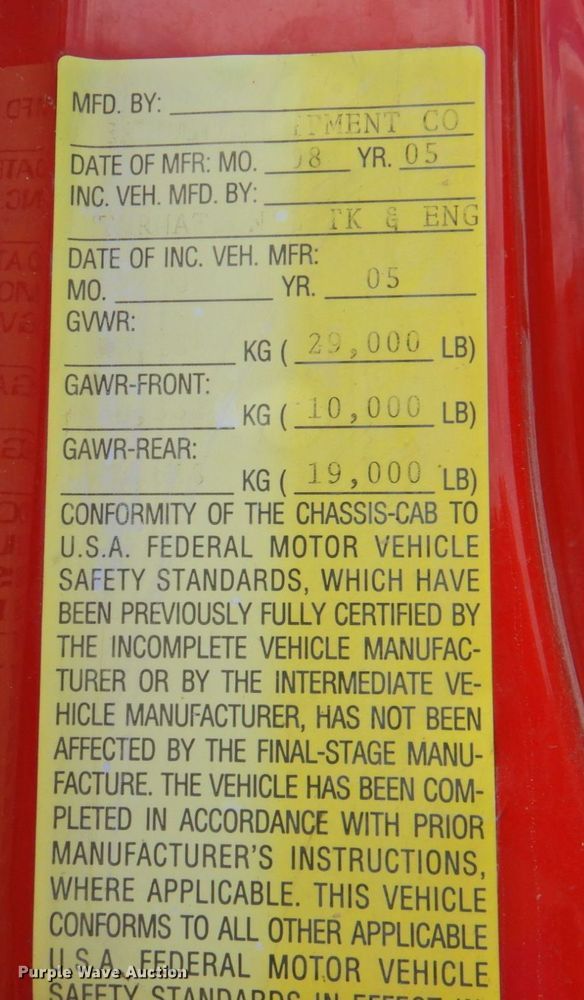 MFD. BY:
CO
DATE OF MFR: MO. 08 YR. 05
INC. VEH. MFD. BY:
TK & ENG
DATE OF INC. VEH. MFR:
MO. YR. 05
GVWR:
KG ( 29,000 LB)
GAWR-FRONT:
KG ( 10,000 LB)
GAWR-REAR:
KG ( 19,000 LB)
CONFORMITY OF THE CHASSIS-CAB TO
U.S.A. FEDERAL MOTOR VEHICLE
SAFETY STANDARDS, WHICH HAVE
BEEN PREVIOUSLY FULLY CERTIFIED BY
THE INCOMPLETE VEHICLE MANUFAC-
TURER OR BY THE INTERMEDIATE VE-
HICLE MANUFACTURER, HAS NOT BEEN
AFFECTED BY THE FINAL-STAGE MANU-
FACTURE. THE VEHICLE HAS BEEN COM-
PLETED IN ACCORDANCE WITH PRIOR
MANUFACTURER'S INSTRUCTIONS,
WHERE APPLICABLE. THIS VEHICLE
CONFORMS TO ALL OTHER APPLICABLE
U.S.A. FEDERAL MOTOR VEHICLE
SAFETY STANDARDS IN EFFECT IN
Purple Wave Auction